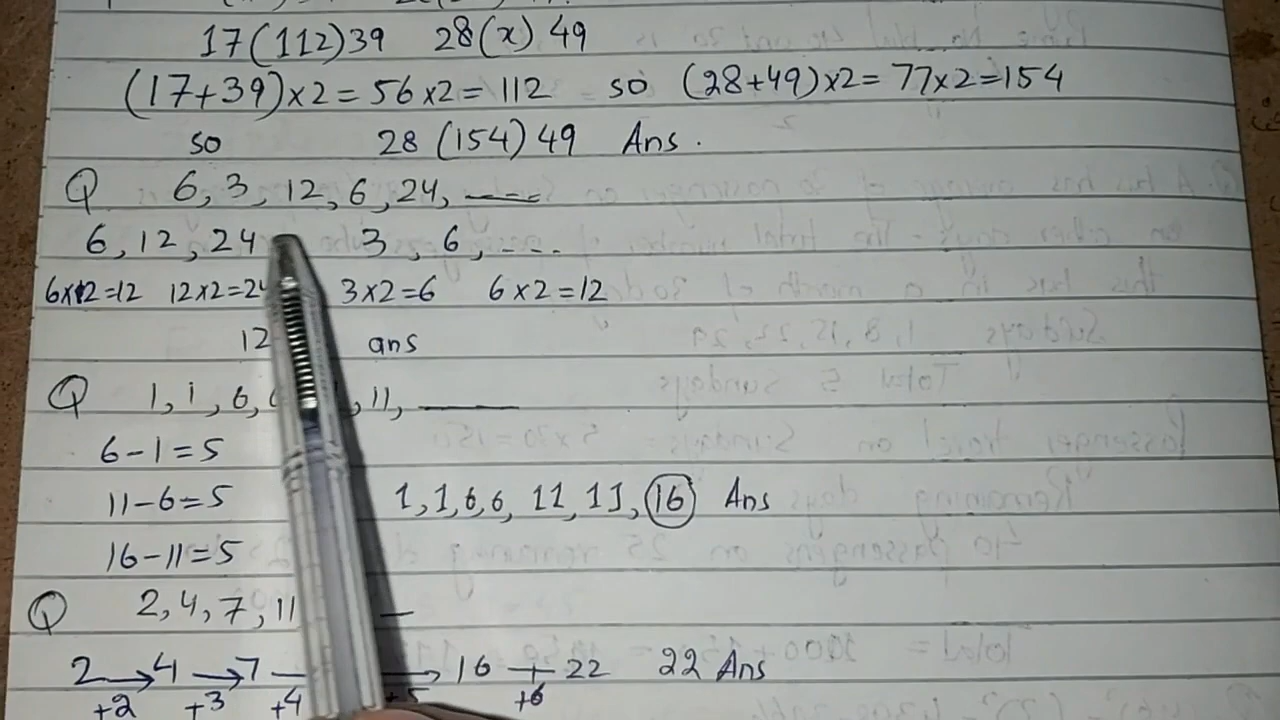 17(112)39 28(x) 49
(17+39)×2=56×2=112 so (28+49)×2=77×2=154
so 28 (154) 49 Ans.
Q 6, 3, 12, 6, 24, ——
6, 12, 24 3, 6, ---
6×12=12 12×2=24 3×2=6 6×2=12
12 ans
Q 1, 1, 6, 11, ——
6-1=5
11-6=5 1, 1, 6, 6, 11, 11, 16 Ans
16-11=5
Q 2, 4, 7, 11 —
2 → 4 → 7 → 16 → 22 22 Ans
+2 +3 +4 +5 +6